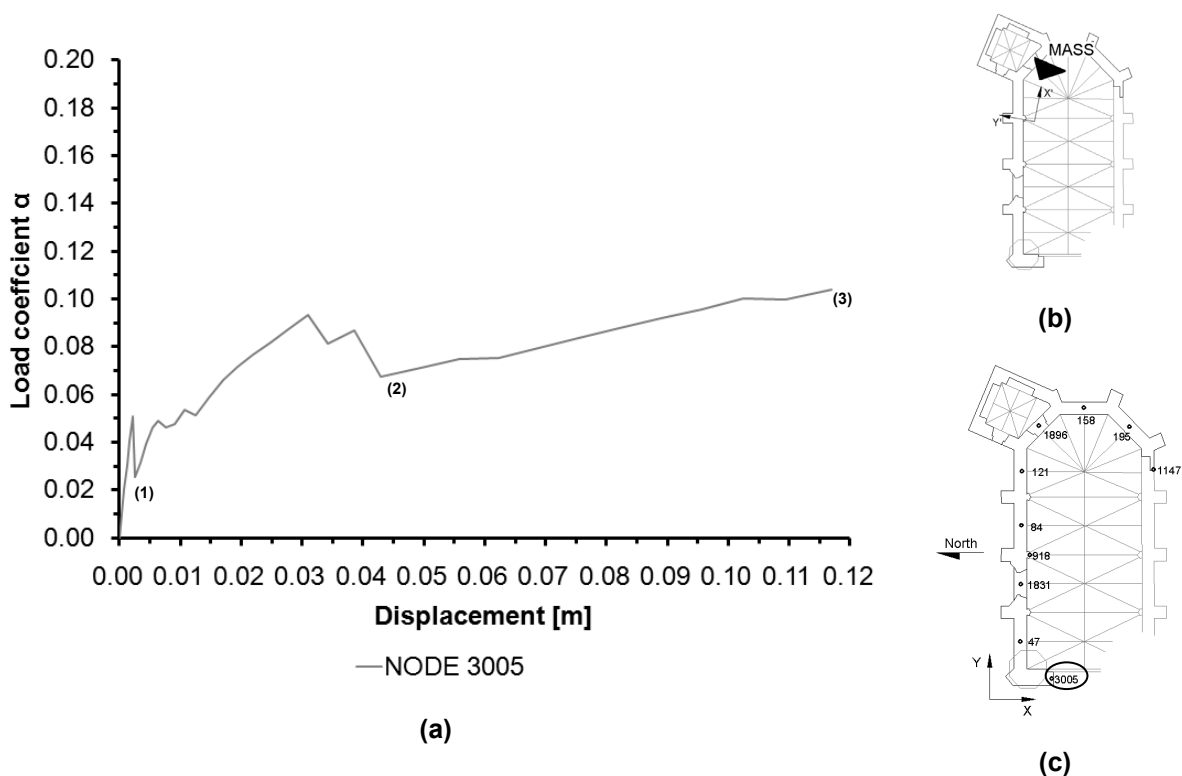 0.20
0.18
0.16
0.14
0.12
0.10
0.08
0.06
0.04
0.02
0.00
Load coeffcient α
(1)
(2)
(3)
0.00 0.01 0.02 0.03 0.04 0.05 0.06 0.07 0.08 0.09 0.10 0.11 0.12
Displacement [m]
NODE 3005
(a)
MASS
X'
Y'
(b)
158
1896
195
121
1147
84
North
918
1831
47
Y
3005
X
(c)